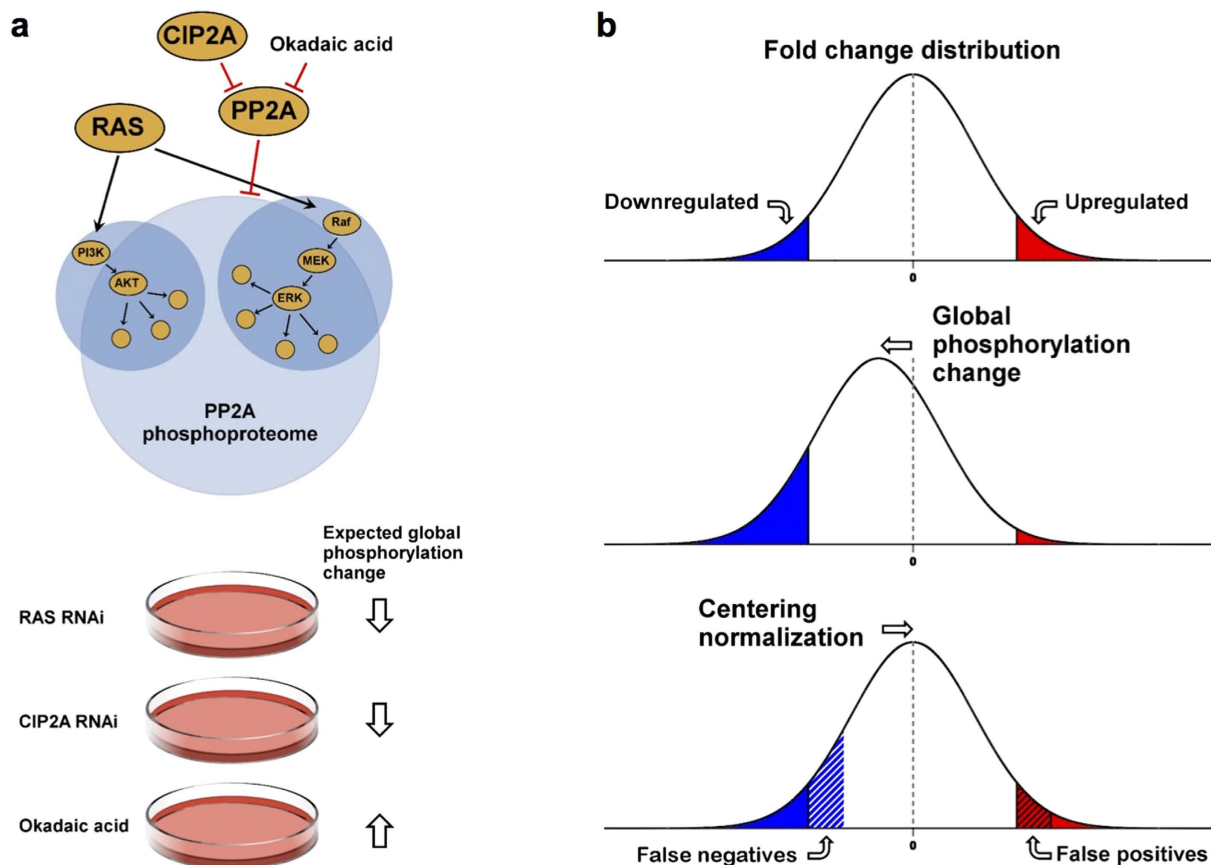 a
CIP2A
Okadaic acid
PP2A
RAS
Raf
PI3K
MEK
AKT
ERK
PP2A
phosphoproteome
Expected global
phosphorylation
change
RAS RNAi
CIP2A RNAi
Okadaic acid
b
Fold change distribution
Downregulated
Upregulated
0
Global
phosphorylation
change
0
Centering
normalization
False negatives
0
False positives